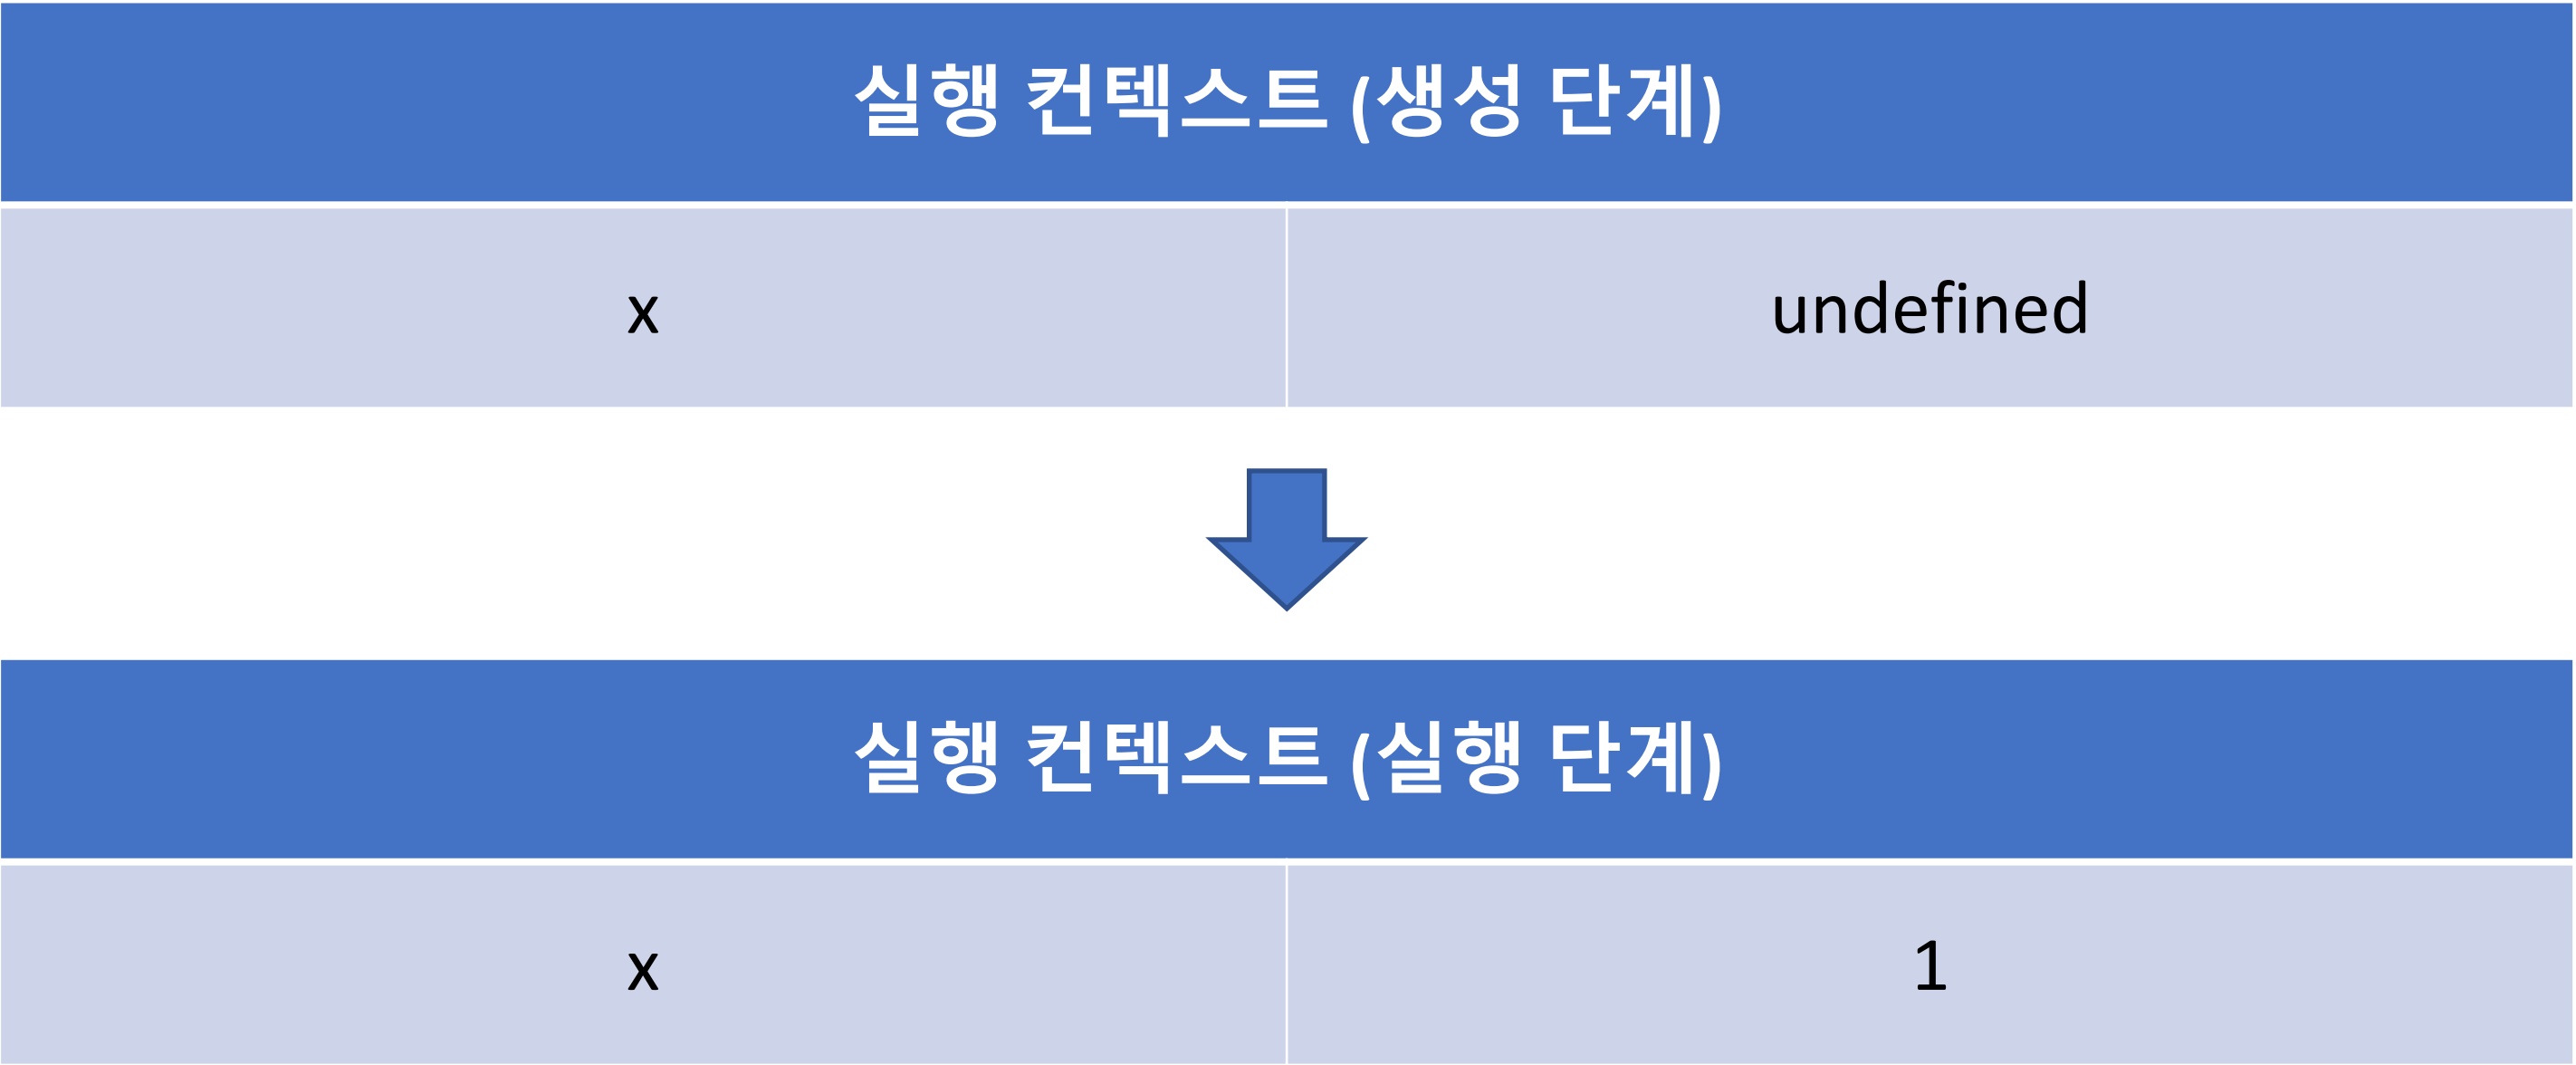 실행 컨텍스트 (생성 단계)
x undefined
실행 컨텍스트 (실행 단계)
x 1